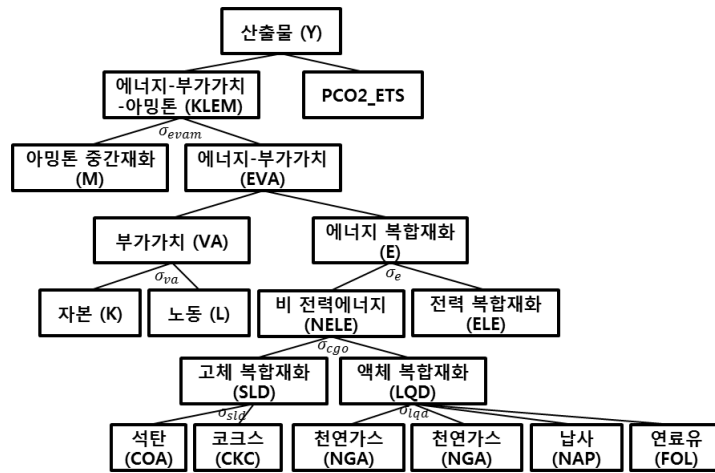 산출물 (Y)
에너지-부가가치
-아밍톤 (KLEM)
PCO2_ETS
σevam
아밍톤 중간재화
(M)
에너지-부가가치
(EVA)
부가가치 (VA)
에너지 복합재화
(E)
σva
σe
자본 (K)
노동 (L)
비 전력에너지
(NELE)
전력 복합재화
(ELE)
σcgo
고체 복합재화
(SLD)
액체 복합재화
(LQD)
σsld
σlqd
석탄
(COA)
코크스
(CKC)
천연가스
(NGA)
천연가스
(NGA)
납사
(NAP)
연료유
(FOL)